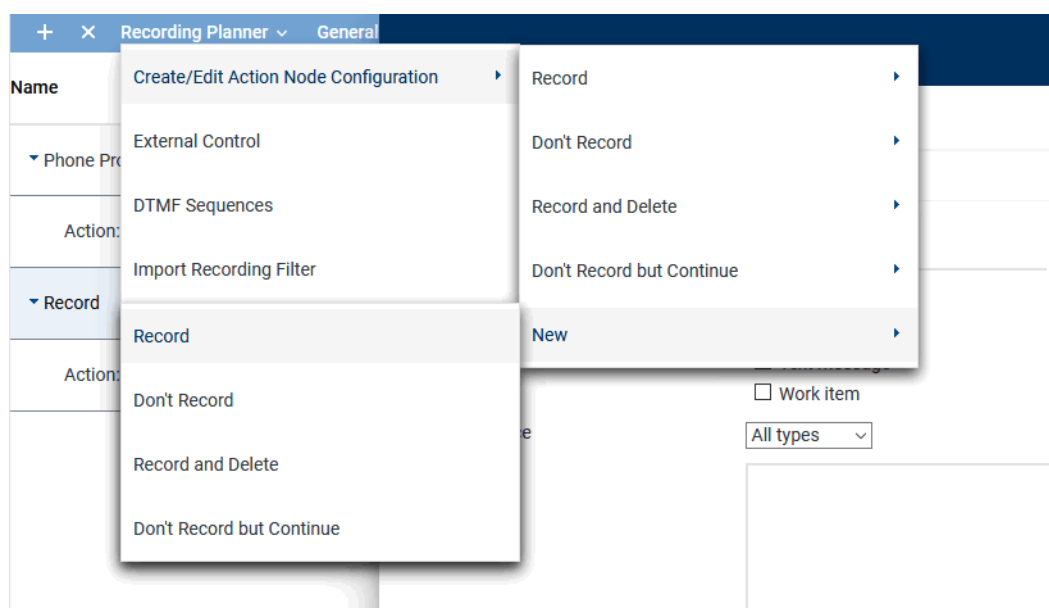 + × Recording Planner General
Name
Phone Pro
Action:
Record
Action:
Create/Edit Action Node Configuration
External Control
DTMF Sequences
Import Recording Filter
Record
Don't Record
Record and Delete
Don't Record but Continue
New
Record
Don't Record
Record and Delete
Don't Record but Continue
Work item
All types